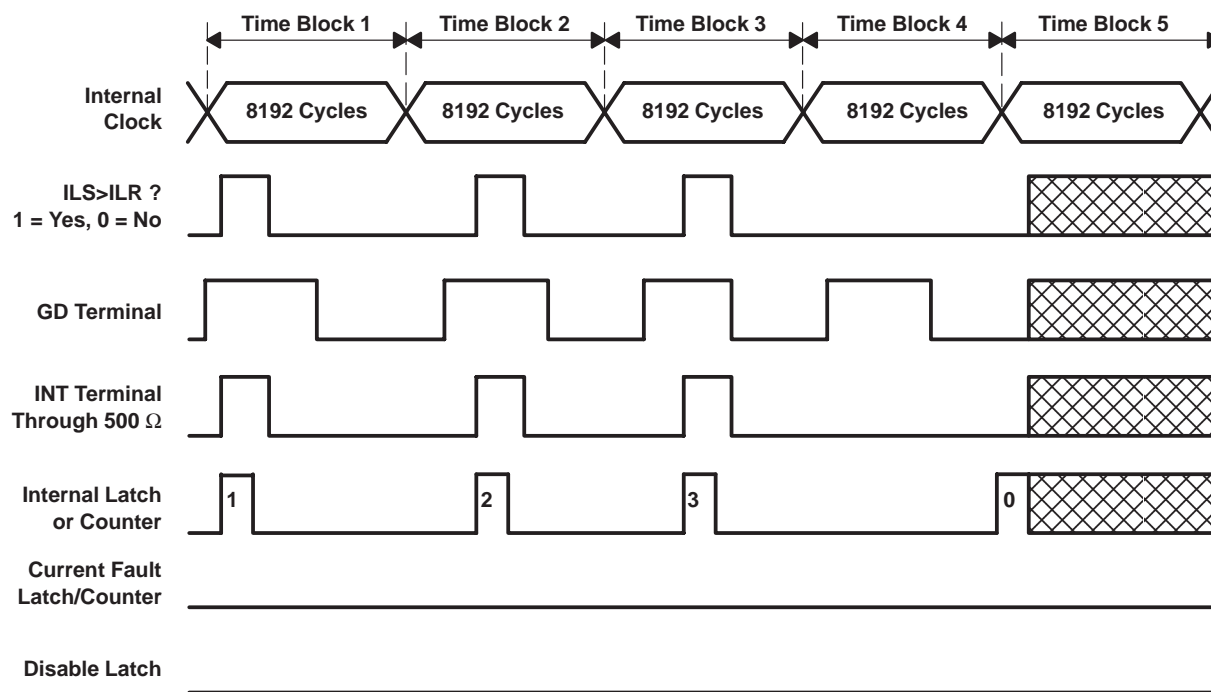 Time Block 1
Time Block 2
Time Block 3
Time Block 4
Time Block 5
Internal
Clock
8192 Cycles
8192 Cycles
8192 Cycles
8192 Cycles
8192 Cycles
ILS>ILR ?
1 = Yes, 0 = No
GD Terminal
INT Terminal
Through 500 Ω
Internal Latch
or Counter
1
2
3
0
Current Fault
Latch/Counter
Disable Latch